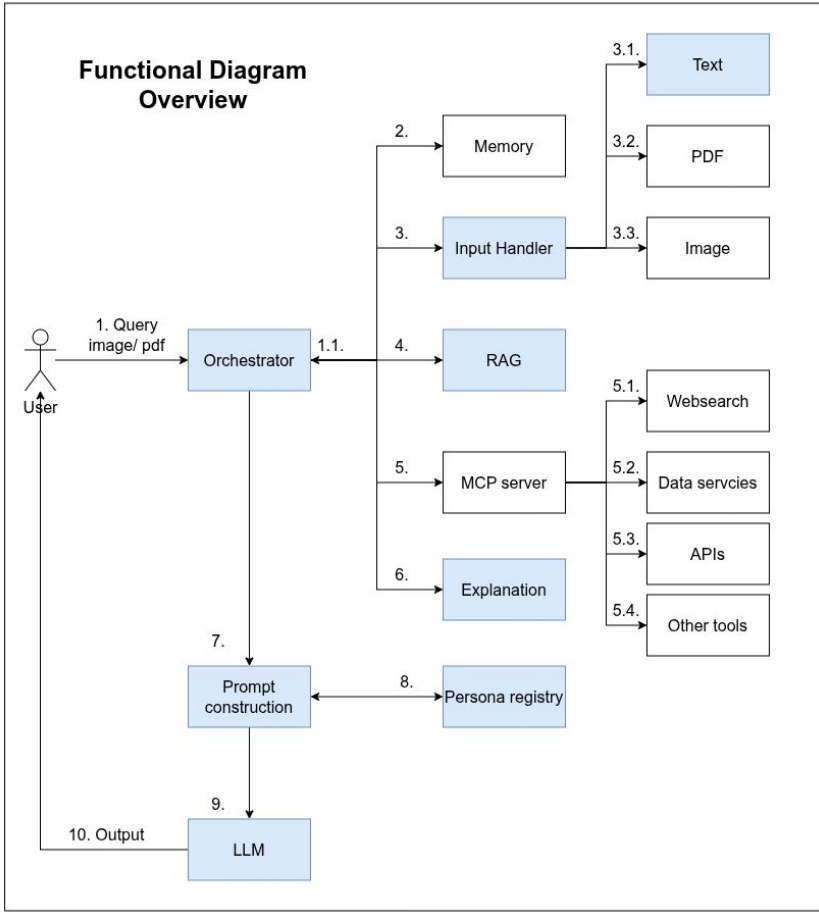 Functional Diagram
Overview
3.1.
Text
2.
Memory
3.2.
PDF
3.
Input Handler
3.3.
Image
1. Query
image/ pdf
Orchestrator
1.1.
4.
RAG
User
5.1.
Websearch
5.
MCP server
5.2.
Data servcies
5.3.
APIs
6.
Explanation
5.4.
Other tools
7.
Prompt
construction
8.
Persona registry
9.
10. Output
LLM